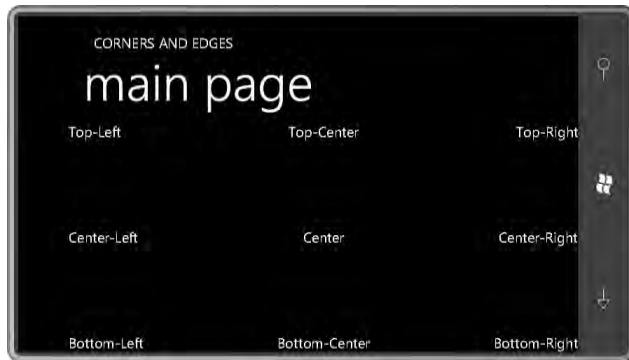 CORNERS AND EDGES
main page
Top-Left Top-Center Top-Right
Center-Left Center Center-Right
Bottom-Left Bottom-Center Bottom-Right